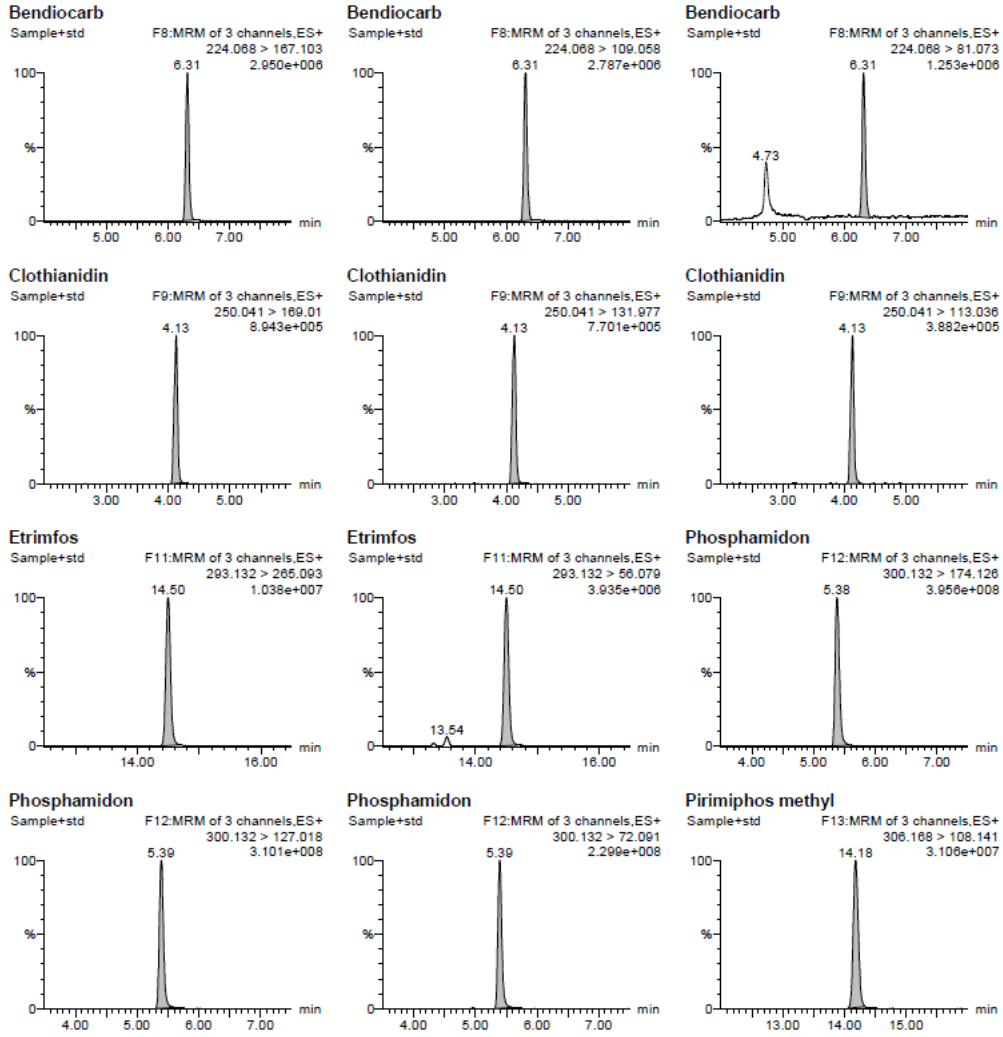 Bendiocarb
Sample+std F8:MRM of 3 channels,ES+
224.068 > 167.103
6.31 2.950e+006
100
%
0
5.00 6.00 7.00 min
Bendiocarb
Sample+std F8:MRM of 3 channels,ES+
224.068 > 109.058
6.31 2.787e+006
100
%
0
5.00 6.00 7.00 min
Bendiocarb
Sample+std F8:MRM of 3 channels,ES+
224.068 > 81.073
6.31 1.253e+006
100
4.73
%
0
5.00 6.00 7.00 min
Clothianidin
Sample+std F9:MRM of 3 channels,ES+
250.041 > 169.01
4.13 8.943e+005
100
%
0
3.00 4.00 5.00 min
Clothianidin
Sample+std F9:MRM of 3 channels,ES+
250.041 > 131.977
4.13 7.701e+005
100
%
0
3.00 4.00 5.00 min
Clothianidin
Sample+std F9:MRM of 3 channels,ES+
250.041 > 113.036
4.13 3.882e+005
100
%
0
3.00 4.00 5.00 min
Etrimfos
Sample+std F11:MRM of 3 channels,ES+
293.132 > 265.093
14.50 1.038e+007
100
%
0
14.00 16.00 min
Etrimfos
Sample+std F11:MRM of 3 channels,ES+
293.132 > 56.079
14.50 3.935e+006
100
%
13.54
0
14.00 16.00 min
Phosphamidon
Sample+std F12:MRM of 3 channels,ES+
300.132 > 174.126
5.38 3.956e+008
100
%
0
4.00 5.00 6.00 7.00 min
Phosphamidon
Sample+std F12:MRM of 3 channels,ES+
300.132 > 127.018
5.39 3.101e+008
100
%
0
4.00 5.00 6.00 7.00 min
Phosphamidon
Sample+std F12:MRM of 3 channels,ES+
300.132 > 72.091
5.39 2.299e+008
100
%
0
4.00 5.00 6.00 7.00 min
Pirimiphos methyl
Sample+std F13:MRM of 3 channels,ES+
306.168 > 108.141
14.18 3.106e+007
100
%
0
13.00 14.00 15.00 min